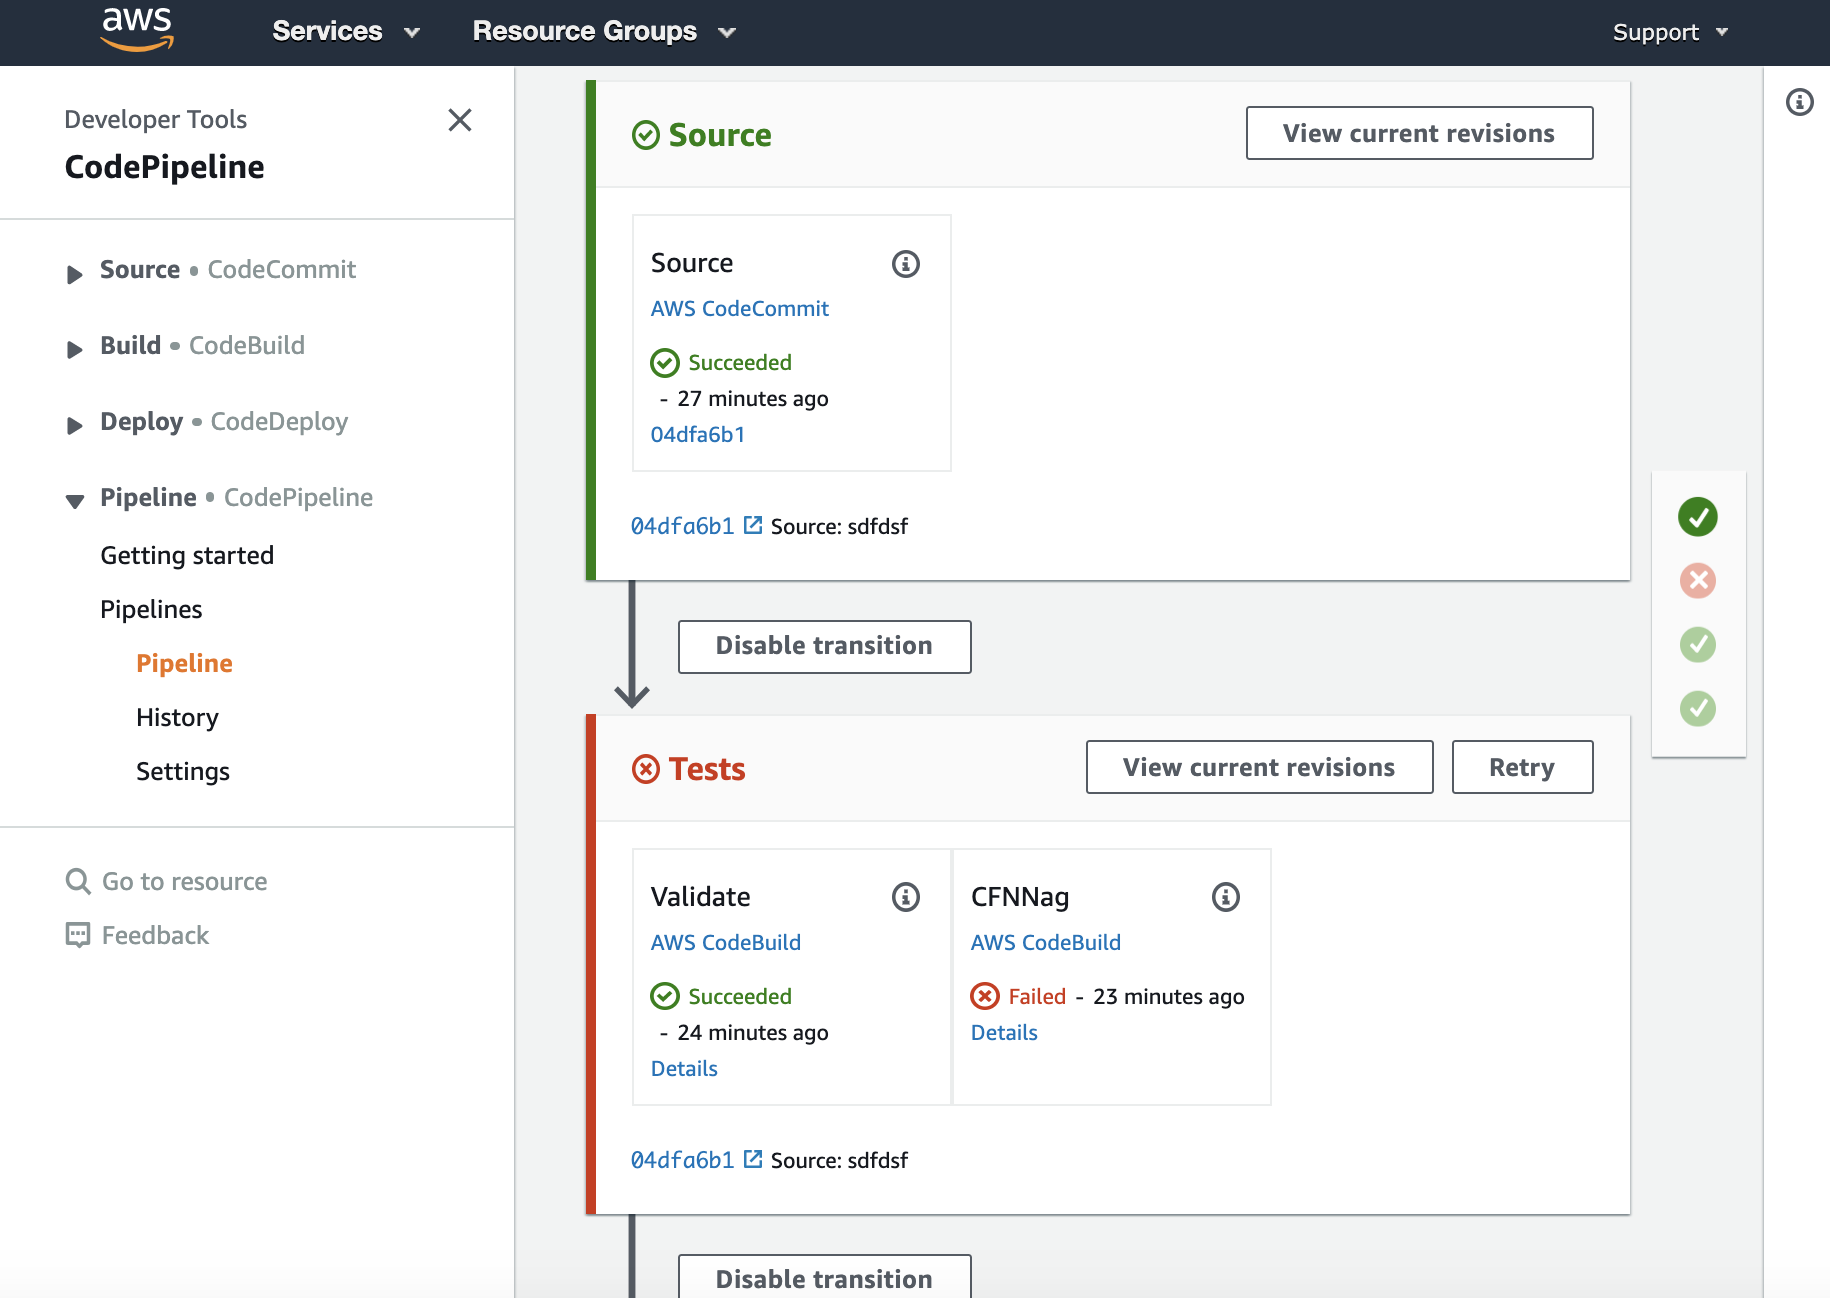 aws
Services
Resource Groups
Support
Developer Tools
CodePipeline
Source • CodeCommit
Build • CodeBuild
Deploy • CodeDeploy
Pipeline • CodePipeline
Getting started
Pipelines
Pipeline
History
Settings
Go to resource
Feedback
Source
View current revisions
Source
AWS CodeCommit
Succeeded
- 27 minutes ago
04dfa6b1
04dfa6b1 Source: sdfdsf
Disable transition
Tests
View current revisions
Retry
Validate
AWS CodeBuild
Succeeded
- 24 minutes ago
Details
CFNNag
AWS CodeBuild
Failed - 23 minutes ago
Details
04dfa6b1 Source: sdfdsf
Disable transition